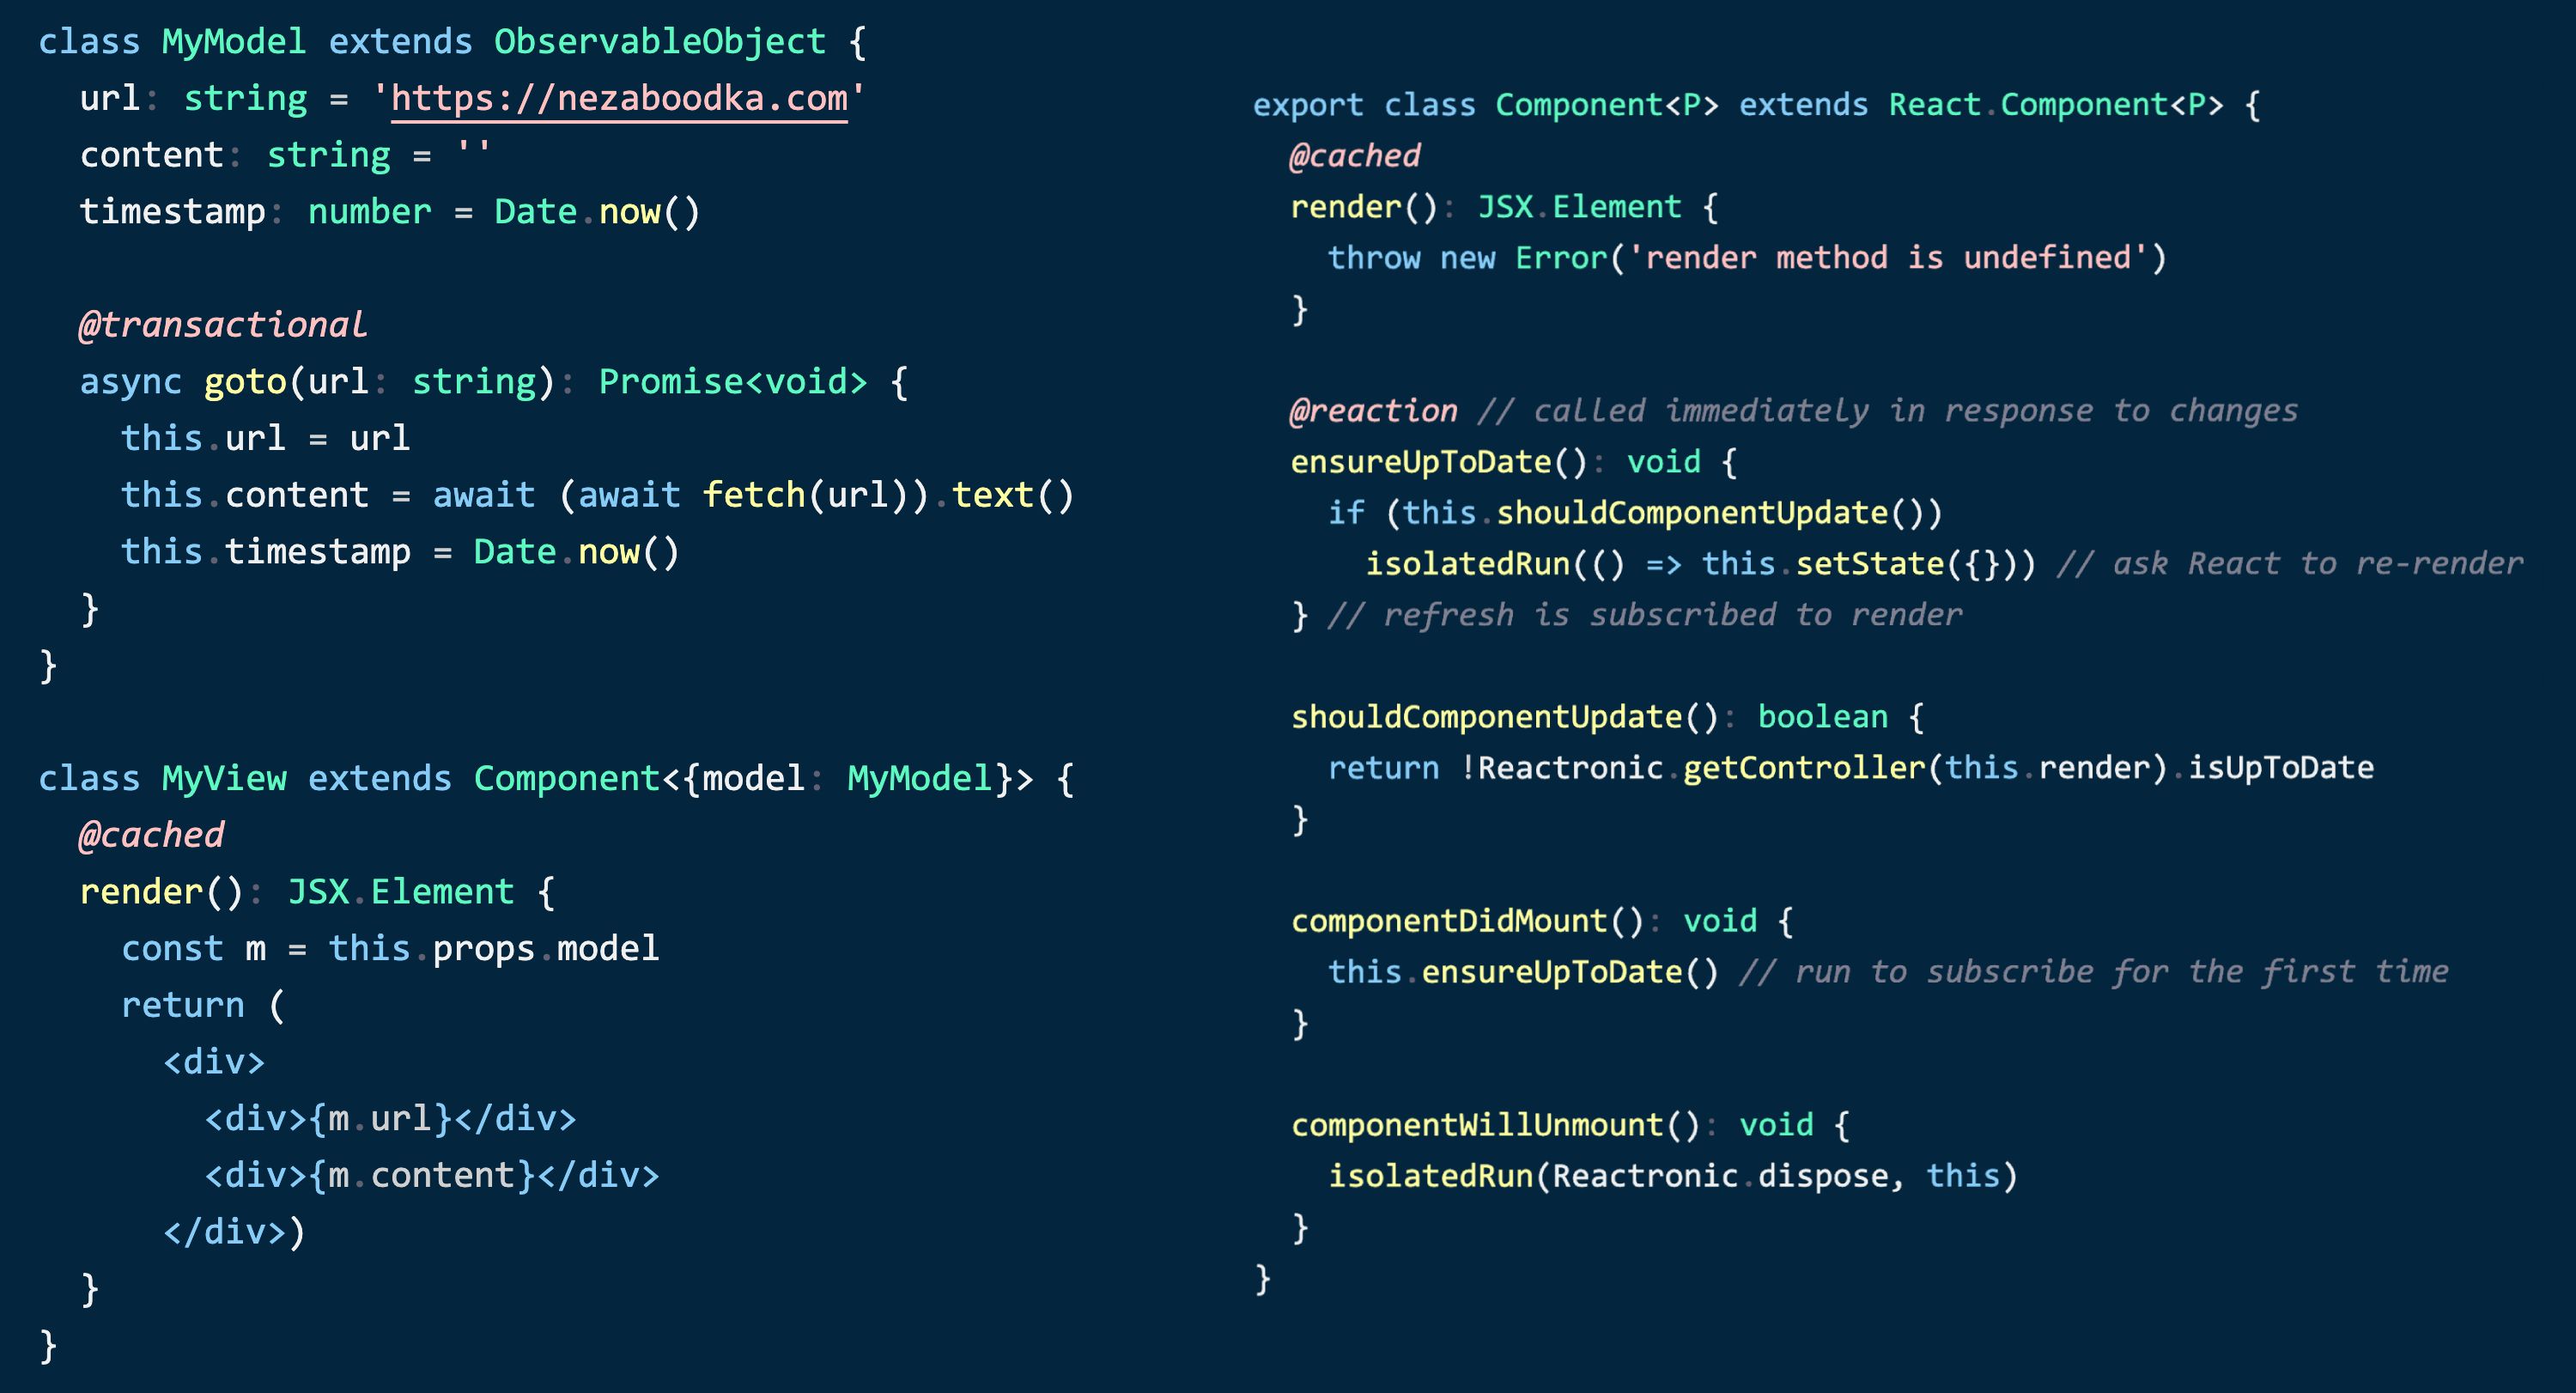 class MyModel extends ObservableObject {
  url: string = 'https://nezaboodka.com'
  content: string = ''
  timestamp: number = Date.now()

  @transactional
  async goto(url: string): Promise<void> {
    this.url = url
    this.content = await (await fetch(url)).text()
    this.timestamp = Date.now()
  }
}

class MyView extends Component<{model: MyModel}> {
  @cached
  render(): JSX.Element {
    const m = this.props.model
    return (
      <div>
        <div>{m.url}</div>
        <div>{m.content}</div>
      </div>)
  }
}

export class Component<P> extends React.Component<P> {
  @cached
  render(): JSX.Element {
    throw new Error('render method is undefined')
  }

  @reaction // called immediately in response to changes
  ensureUpToDate(): void {
    if (this.shouldComponentUpdate())
      isolatedRun(() => this.setState({})) // ask React to re-render
  } // refresh is subscribed to render

  shouldComponentUpdate(): boolean {
    return !Reactronic.getController(this.render).isUpToDate
  }

  componentDidMount(): void {
    this.ensureUpToDate() // run to subscribe for the first time
  }

  componentWillUnmount(): void {
    isolatedRun(Reactronic.dispose, this)
  }
}